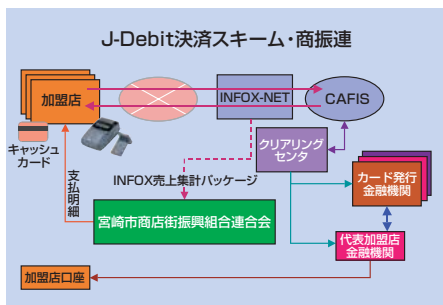 J-Debit決済スキーム・商振連
加盟店
INFOX-NET
CAFIS
キャッシュ
カード
クリアリング
センタ
支払明細
INFOX売上集計パッケージ
カード発行
金融機関
宮崎市商店街振興組合連合会
代表加盟店
金融機関
加盟店口座